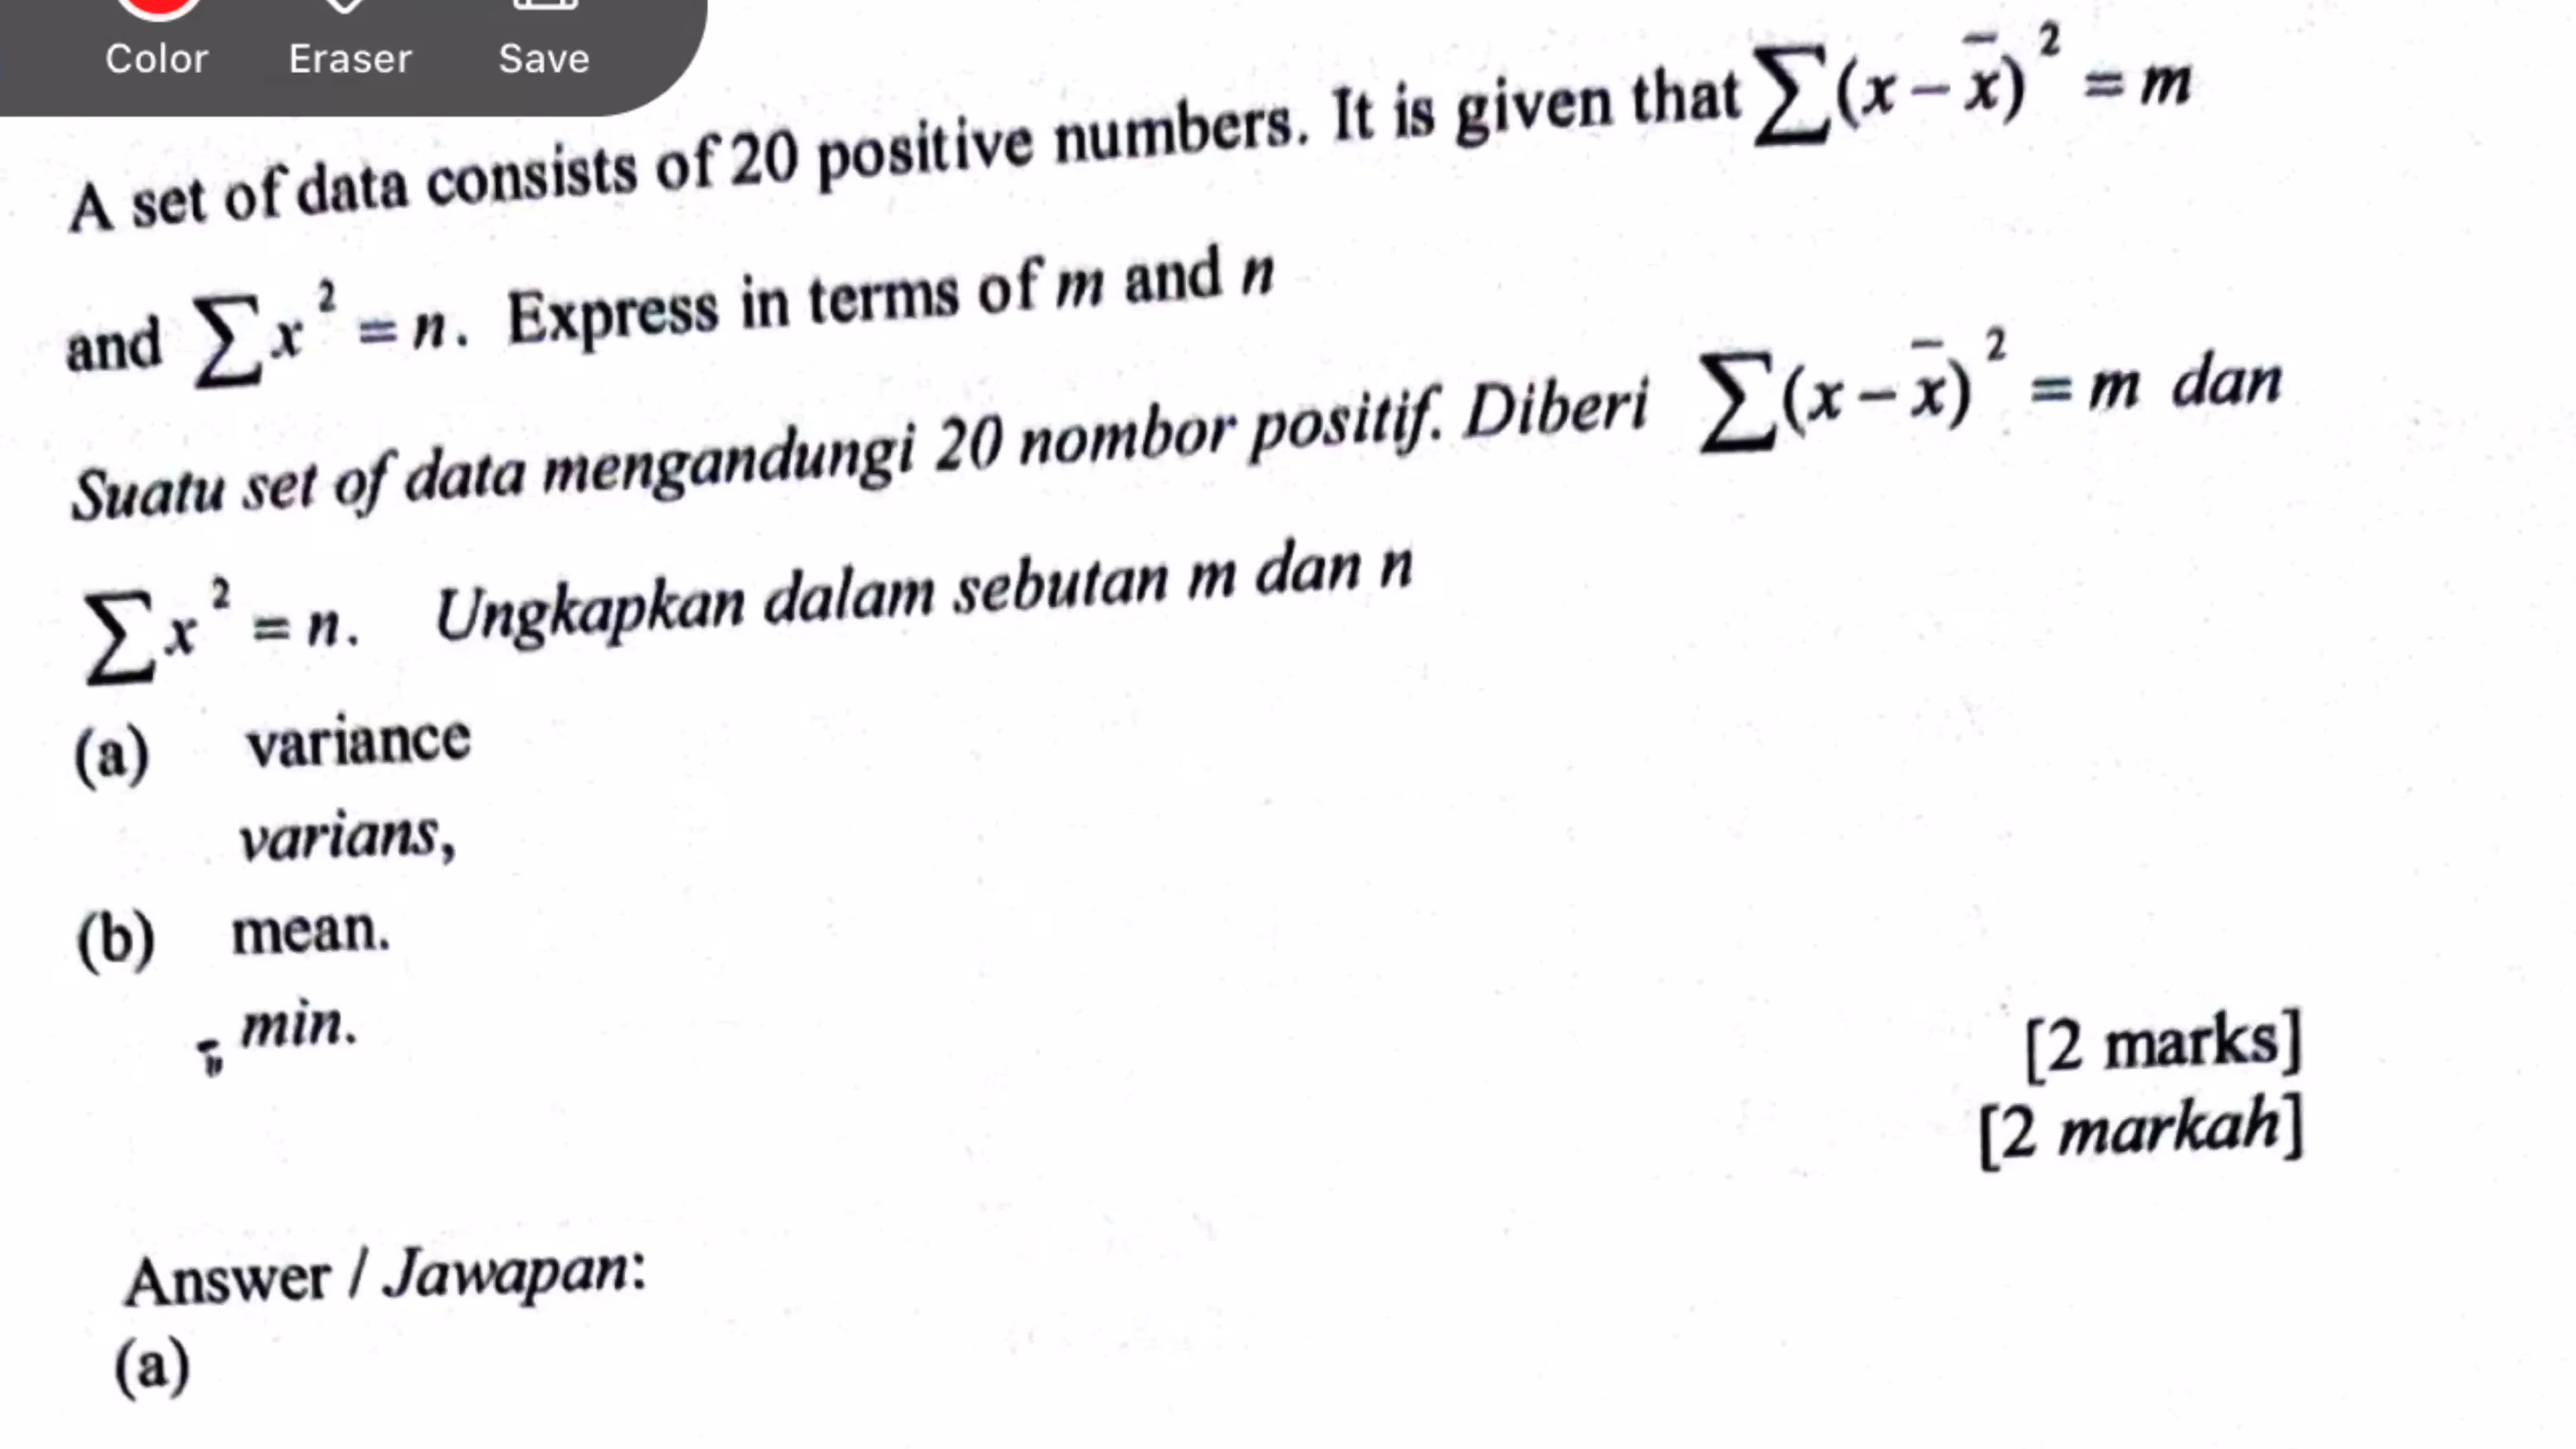 Color Eraser Save
A set of data consists of 20 positive numbers. It is given that ∑(x − x̄)² = m
and ∑x² = n. Express in terms of m and n
Suatu set of data mengandungi 20 nombor positif. Diberi ∑(x − x̄)² = m dan
∑x² = n. Ungkapkan dalam sebutan m dan n
(a) variance
varians,
(b) mean.
min.
[2 marks]
[2 markah]
Answer / Jawapan:
(a)